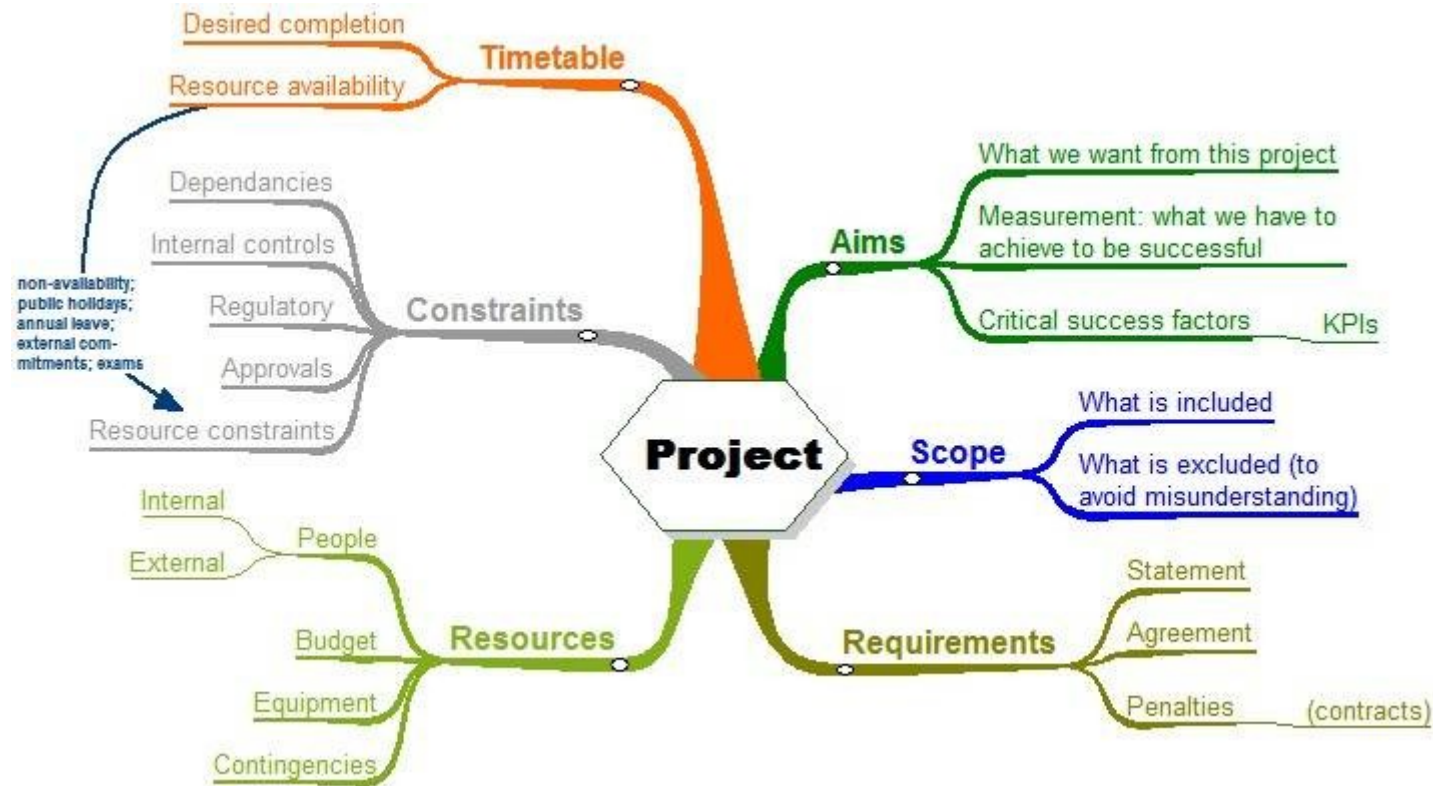 Project
Timetable
Desired completion
Resource availability
Constraints
Dependancies
Internal controls
Regulatory
Approvals
Resource constraints
non-availability;
public holidays;
annual leave;
external com-
mitments; exams
Resources
People
Internal
External
Budget
Equipment
Contingencies
Aims
What we want from this project
Measurement: what we have to
achieve to be successful
Critical success factors
KPIs
Scope
What is included
What is excluded (to
avoid misunderstanding)
Requirements
Statement
Agreement
Penalties
(contracts)